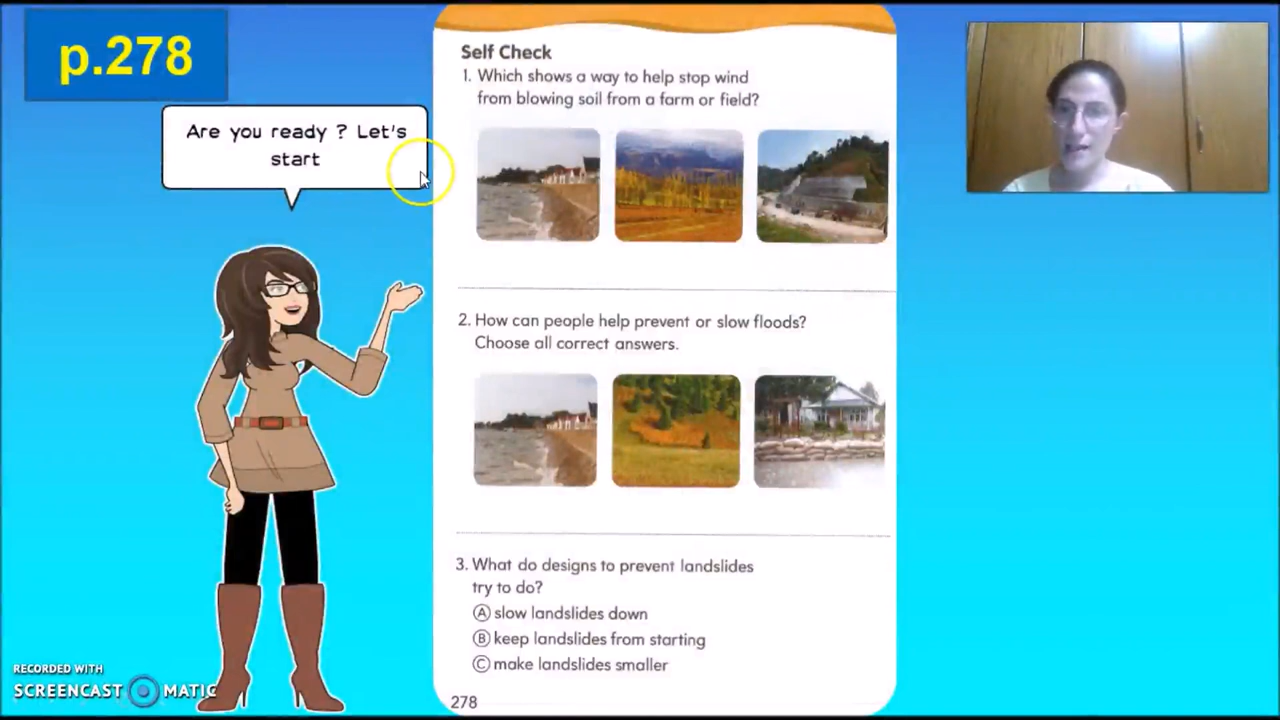 p.278
Are you ready ? Let's
start
Self Check
1. Which shows a way to help stop wind
from blowing soil from a farm or field?
2. How can people help prevent or slow floods?
Choose all correct answers.
3. What do designs to prevent landslides
try to do?
A slow landslides down
B keep landslides from starting
C make landslides smaller
278
RECORDED WITH
SCREENCAST MATIC